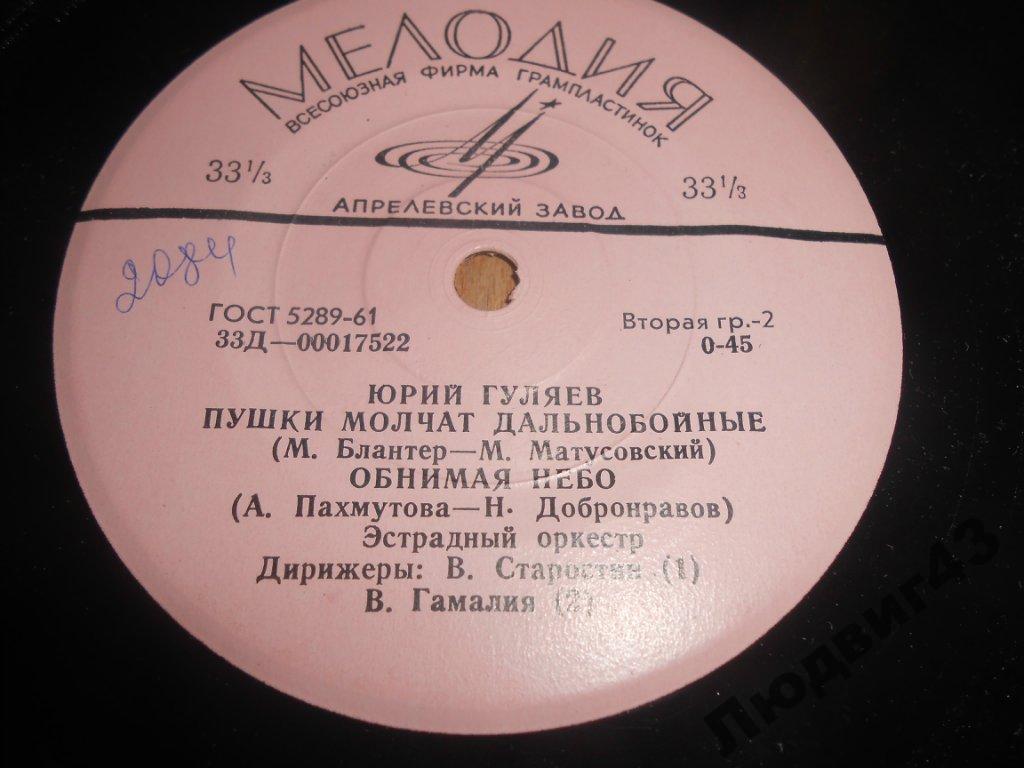 МЕЛОДИЯ
ВСЕСОЮЗНАЯ ФИРМА ГРАМПЛАСТИНОК
33⅓ 33⅓
АПРЕЛЕВСКИЙ ЗАВОД
2084
ГОСТ 5289-61 Вторая гр.-2
33Д—00017522 0-45
ЮРИЙ ГУЛЯЕВ
ПУШКИ МОЛЧАТ ДАЛЬНОБОЙНЫЕ
(М. Блантер—М. Матусовский)
ОБНИМАЯ НЕБО
(А. Пахмутова—Н. Добронравов)
Эстрадный оркестр
Дирижеры: В. Старостин (1)
В. Гамалия (2)
Людвиг43